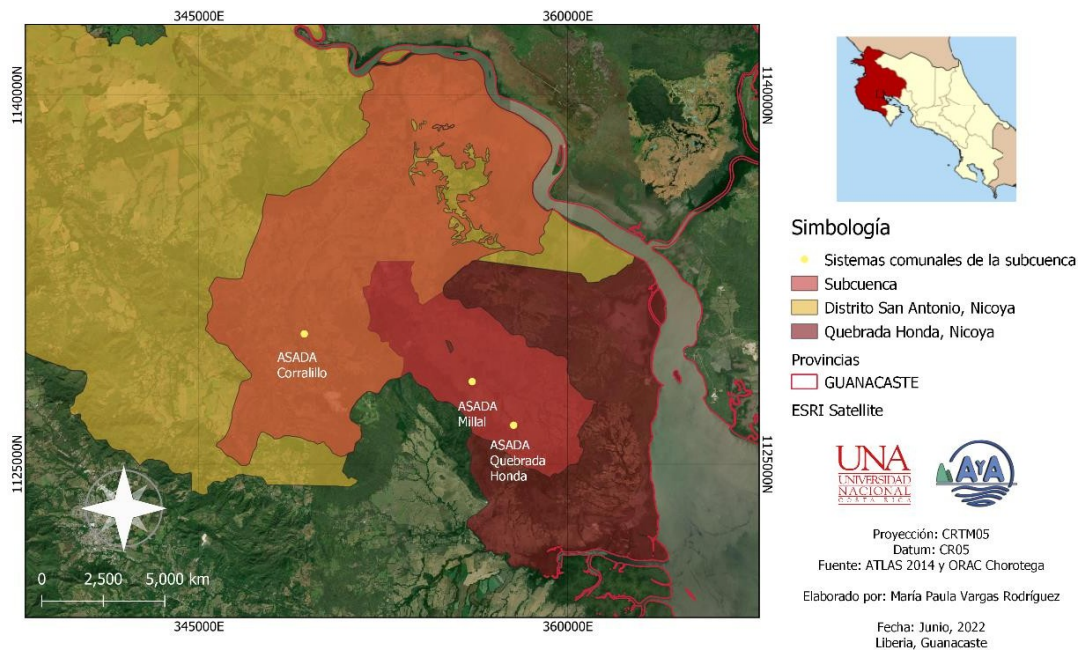 345000E
360000E
1140000N
1140000N
ASADA
Corralillo
ASADA
Millal
ASADA
Quebrada
Honda
1125000N
1125000N
0 2,500 5,000 km
345000E
360000E
Simbología
Sistemas comunales de la subcuenca
Subcuenca
Distrito San Antonio, Nicoya
Quebrada Honda, Nicoya
Provincias
GUANACASTE
ESRI Satellite
UNA
UNIVERSIDAD
NACIONAL
COSTA RICA
AyA
Proyección: CRTM05
Datum: CR05
Fuente: ATLAS 2014 y ORAC Chorotega
Elaborado por: María Paula Vargas Rodríguez
Fecha: Junio, 2022
Liberia, Guanacaste